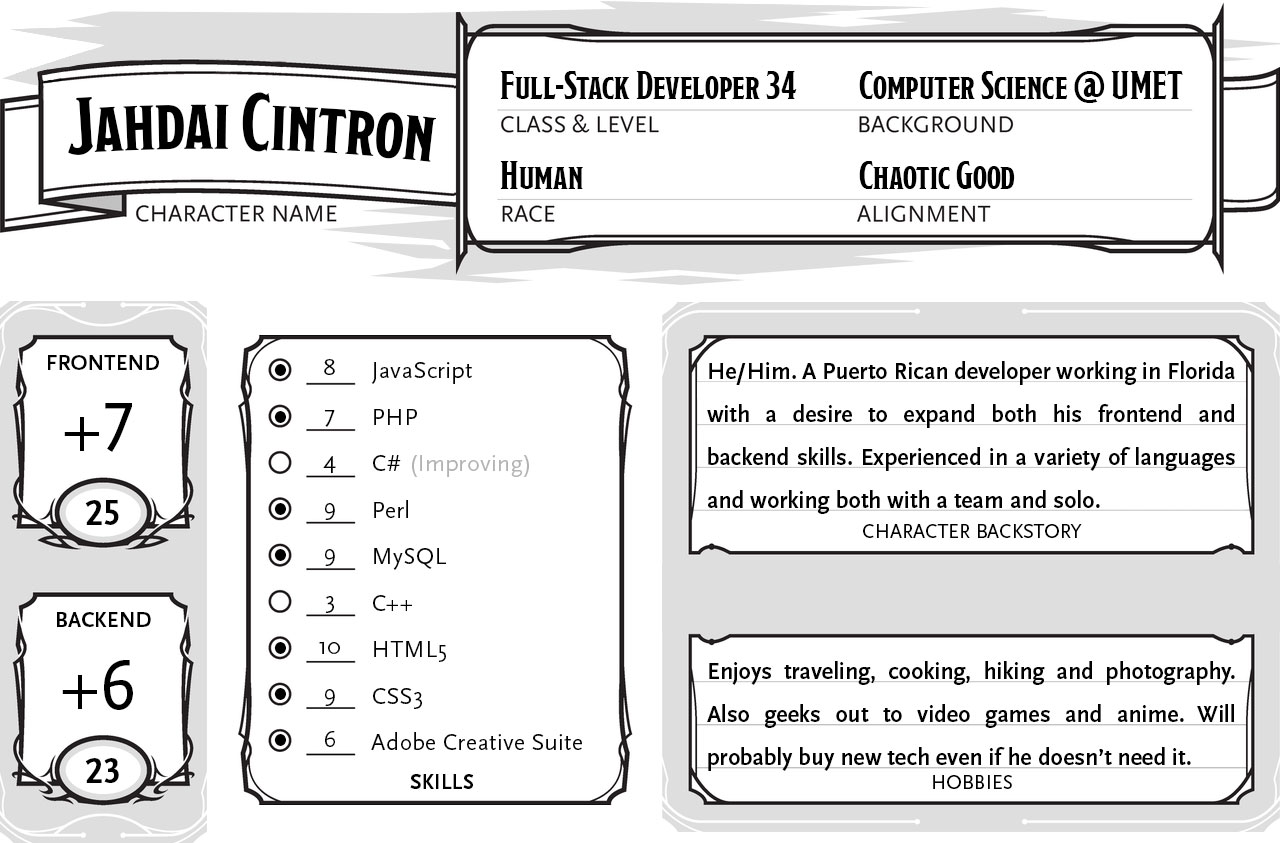 Jahdai Cintron
CHARACTER NAME
Full-Stack Developer 34
CLASS & LEVEL
Computer Science @ UMET
BACKGROUND
Human
RACE
Chaotic Good
ALIGNMENT
FRONTEND
+7
25
BACKEND
+6
23
8 JavaScript
7 PHP
4 C# (Improving)
9 Perl
9 MySQL
3 C++
10 HTML5
9 CSS3
6 Adobe Creative Suite
SKILLS
He/Him. A Puerto Rican developer working in Florida
with a desire to expand both his frontend and
backend skills. Experienced in a variety of languages
and working both with a team and solo.
CHARACTER BACKSTORY
Enjoys traveling, cooking, hiking and photography.
Also geeks out to video games and anime. Will
probably buy new tech even if he doesn’t need it.
HOBBIES